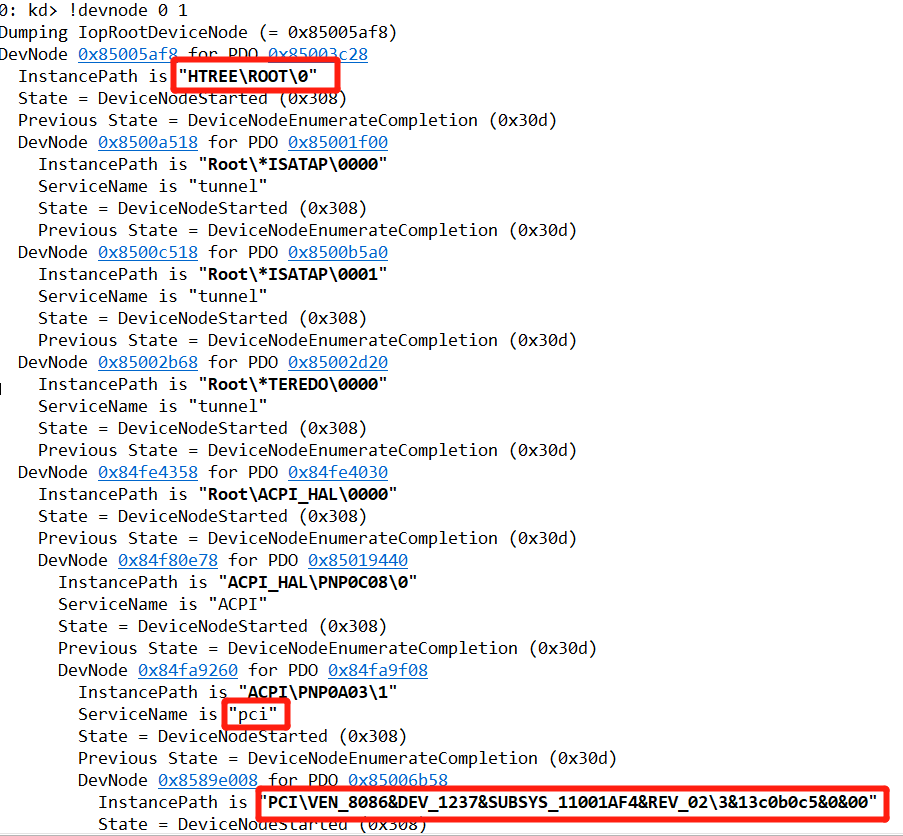 0: kd> !devnode 0 1
Dumping IopRootDeviceNode (= 0x85005af8)
DevNode 0x85005af8 for PDO 0x85003c28
InstancePath is "HTREE\ROOT\0"
State = DeviceNodeStarted (0x308)
Previous State = DeviceNodeEnumerateCompletion (0x30d)
DevNode 0x8500a518 for PDO 0x85001f00
InstancePath is "Root\*ISATAP\0000"
ServiceName is "tunnel"
State = DeviceNodeStarted (0x308)
Previous State = DeviceNodeEnumerateCompletion (0x30d)
DevNode 0x8500c518 for PDO 0x8500b5a0
InstancePath is "Root\*ISATAP\0001"
ServiceName is "tunnel"
State = DeviceNodeStarted (0x308)
Previous State = DeviceNodeEnumerateCompletion (0x30d)
DevNode 0x85002b68 for PDO 0x85002d20
InstancePath is "Root\*TEREDO\0000"
ServiceName is "tunnel"
State = DeviceNodeStarted (0x308)
Previous State = DeviceNodeEnumerateCompletion (0x30d)
DevNode 0x84fe4358 for PDO 0x84fe4030
InstancePath is "Root\ACPI_HAL\0000"
State = DeviceNodeStarted (0x308)
Previous State = DeviceNodeEnumerateCompletion (0x30d)
DevNode 0x84f80e78 for PDO 0x85019440
InstancePath is "ACPI_HAL\PNP0C08\0"
ServiceName is "ACPI"
State = DeviceNodeStarted (0x308)
Previous State = DeviceNodeEnumerateCompletion (0x30d)
DevNode 0x84fa9260 for PDO 0x84fa9f08
InstancePath is "ACPI\PNP0A03\1"
ServiceName is "pci"
State = DeviceNodeStarted (0x308)
Previous State = DeviceNodeEnumerateCompletion (0x30d)
DevNode 0x8589e008 for PDO 0x85006b58
InstancePath is "PCI\VEN_8086&DEV_1237&SUBSYS_11001AF4&REV_02\3&13c0b0c5&0&00"
State = DeviceNodeStarted (0x308)